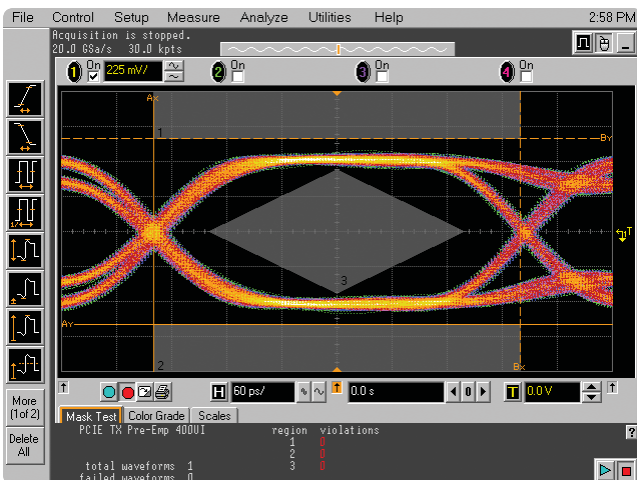 File Control Setup Measure Analyze Utilities Help 2:58 PM
Acquisition is stopped.
20.0 GSa/s 30.0 kpts
1 On 225 mV/ 2 On 3 On 4 On
Ax
1
By
T
3
Ay
2
Bx
More
(1of 2)
Delete
All
H 60 ps/ 0.0 s 0 T 0.0 V
Mask Test Color Grade Scales
PCIE TX Pre-Emp 400UI region violations
1 0
2 0
total waveforms 1 3 0
failed waveforms 0
?